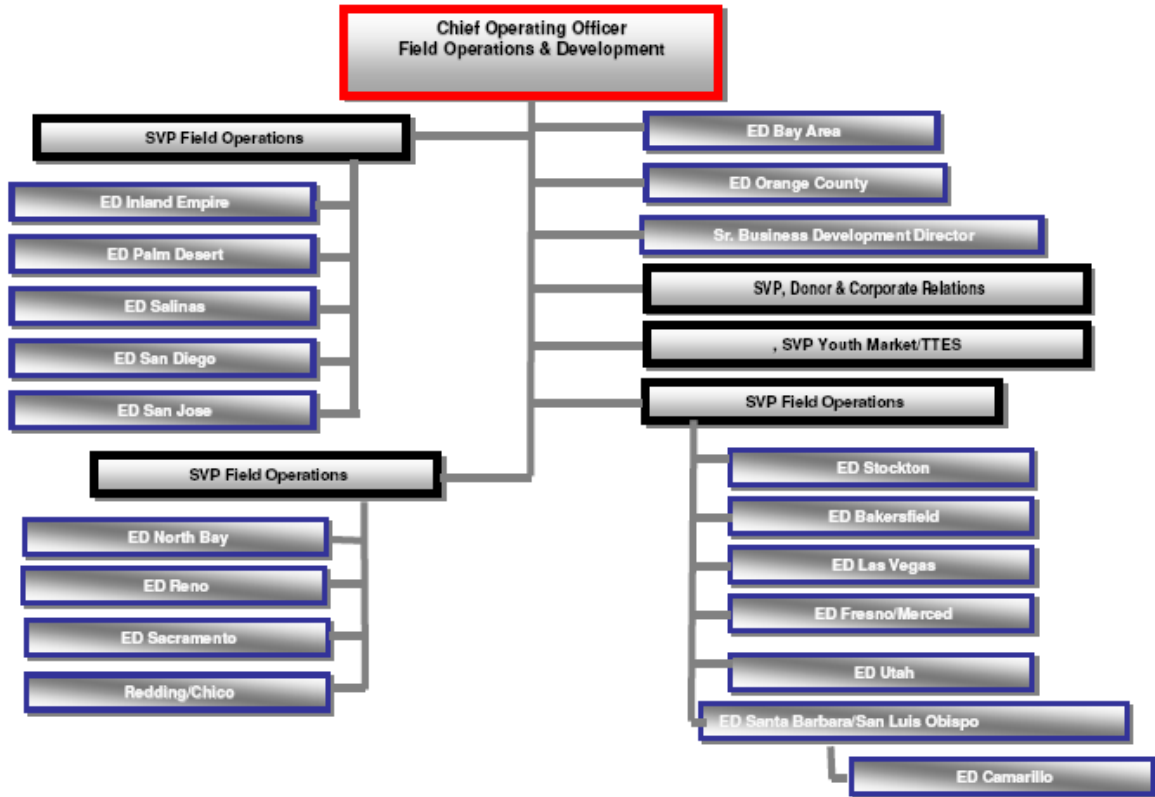 Chief Operating Officer
Field Operations & Development
SVP Field Operations
ED Inland Empire
ED Palm Desert
ED Salinas
ED San Diego
ED San Jose
SVP Field Operations
ED North Bay
ED Reno
ED Sacramento
Redding/Chico
ED Bay Area
ED Orange County
Sr. Business Development Director
SVP, Donor & Corporate Relations
, SVP Youth Market/TTES
SVP Field Operations
ED Stockton
ED Bakersfield
ED Las Vegas
ED Fresno/Merced
ED Utah
ED Santa Barbara/San Luis Obispo
ED Camarillo